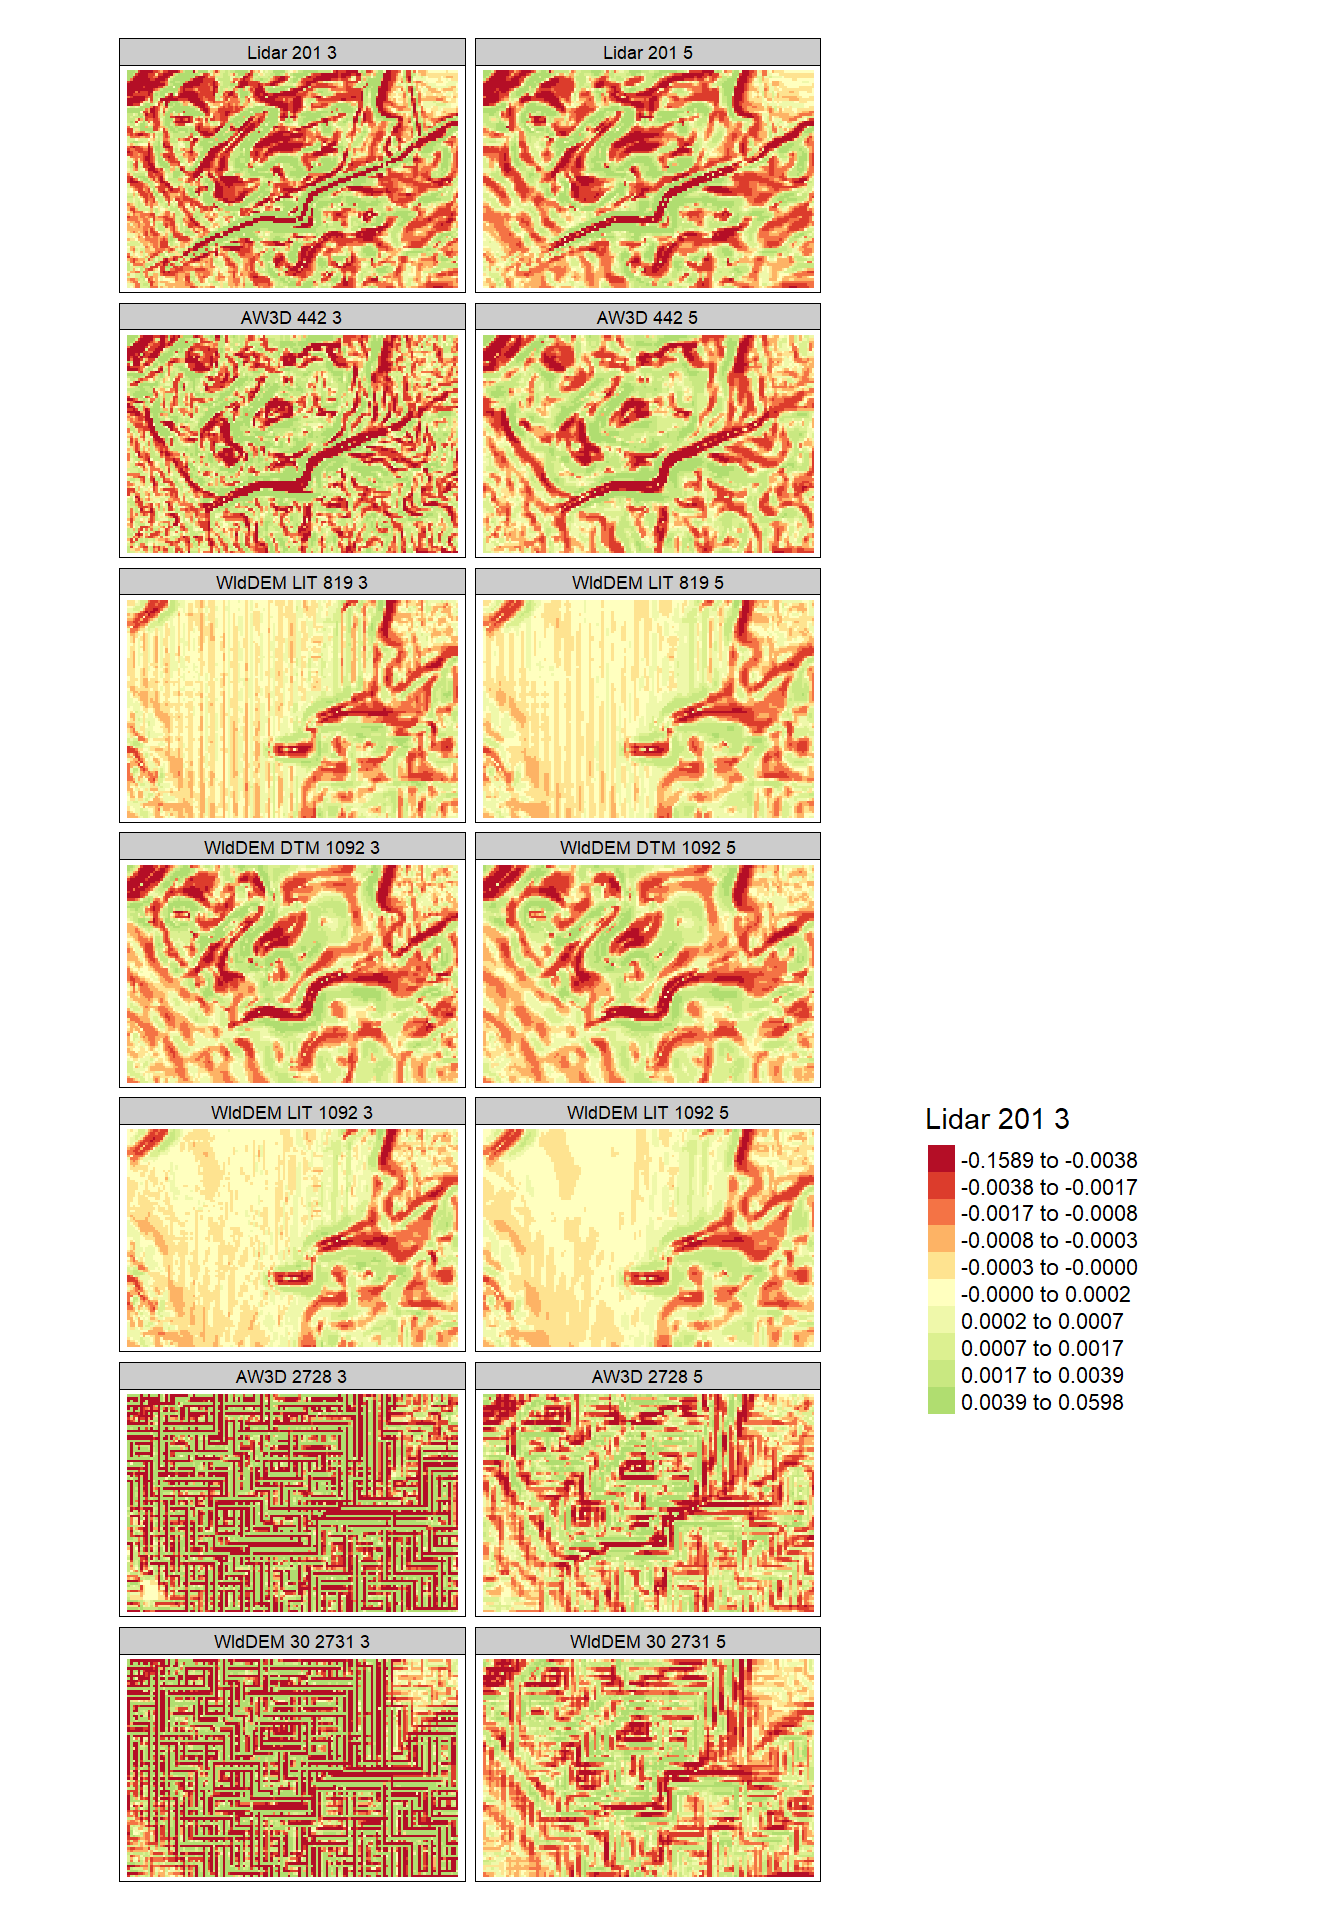 Lidar 201 3
Lidar 201 5
AW3D 442 3
AW3D 442 5
WldDEM LIT 819 3
WldDEM LIT 819 5
WldDEM DTM 1092 3
WldDEM DTM 1092 5
WldDEM LIT 1092 3
WldDEM LIT 1092 5
AW3D 2728 3
AW3D 2728 5
WldDEM 30 2731 3
WldDEM 30 2731 5
Lidar 201 3
-0.1589 to -0.0038
-0.0038 to -0.0017
-0.0017 to -0.0008
-0.0008 to -0.0003
-0.0003 to -0.0000
-0.0000 to 0.0002
0.0002 to 0.0007
0.0007 to 0.0017
0.0017 to 0.0039
0.0039 to 0.0598